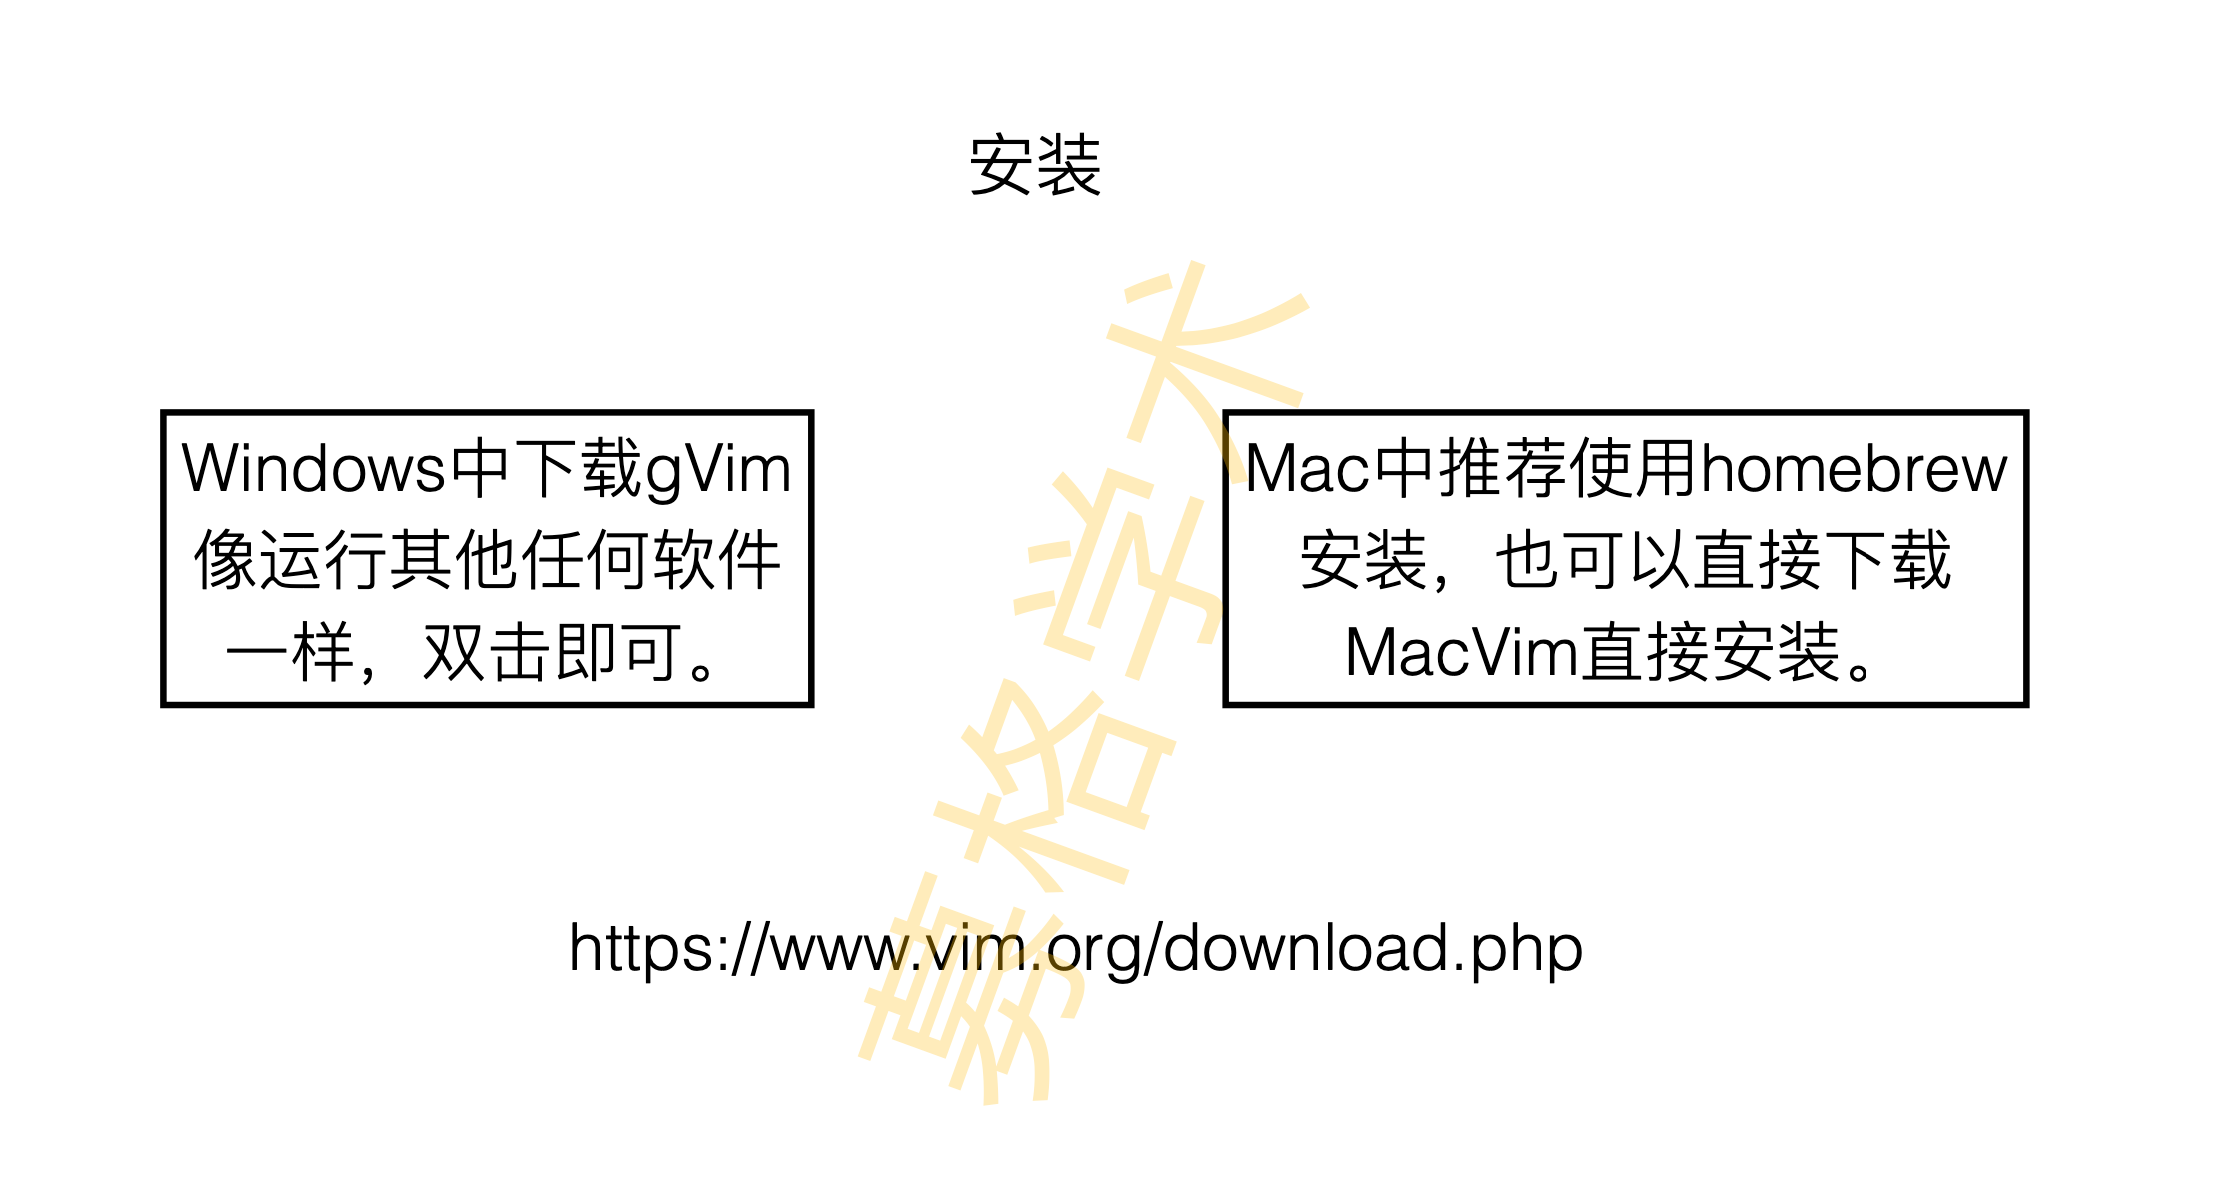 安装
Windows中下载gVim
像运行其他任何软件
一样，双击即可。
Mac中推荐使用homebrew
安装，也可以直接下载
MacVim直接安装。
https://www.vim.org/download.php
蓦格学术